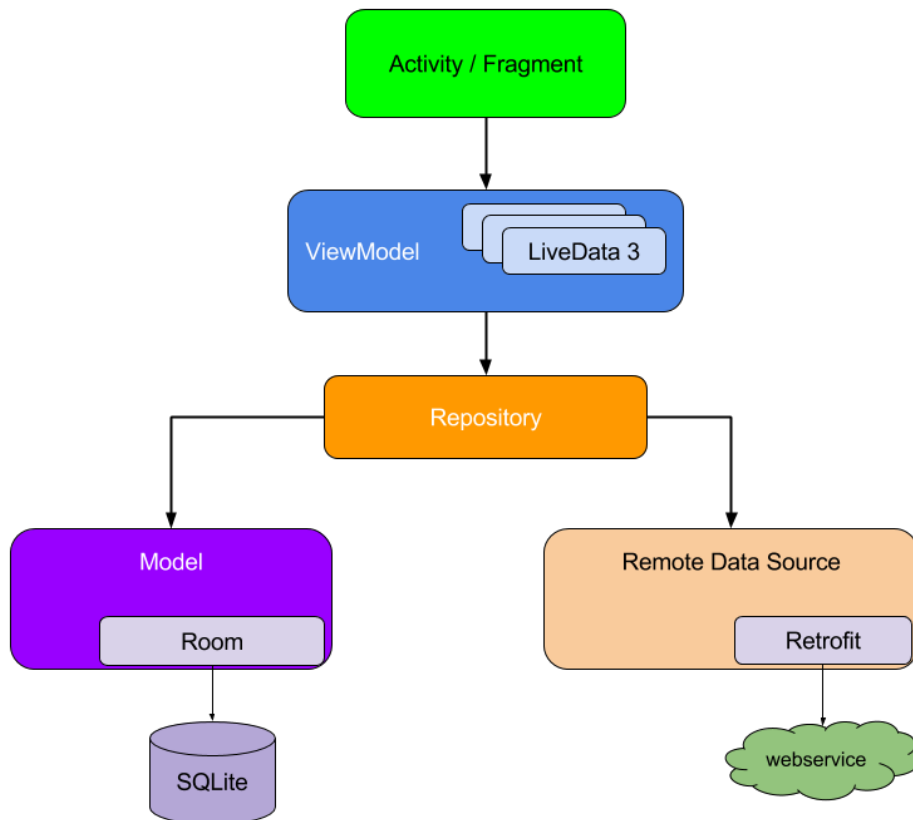 Activity / Fragment
ViewModel
LiveData 3
Repository
Model
Room
SQLite
Remote Data Source
Retrofit
webservice